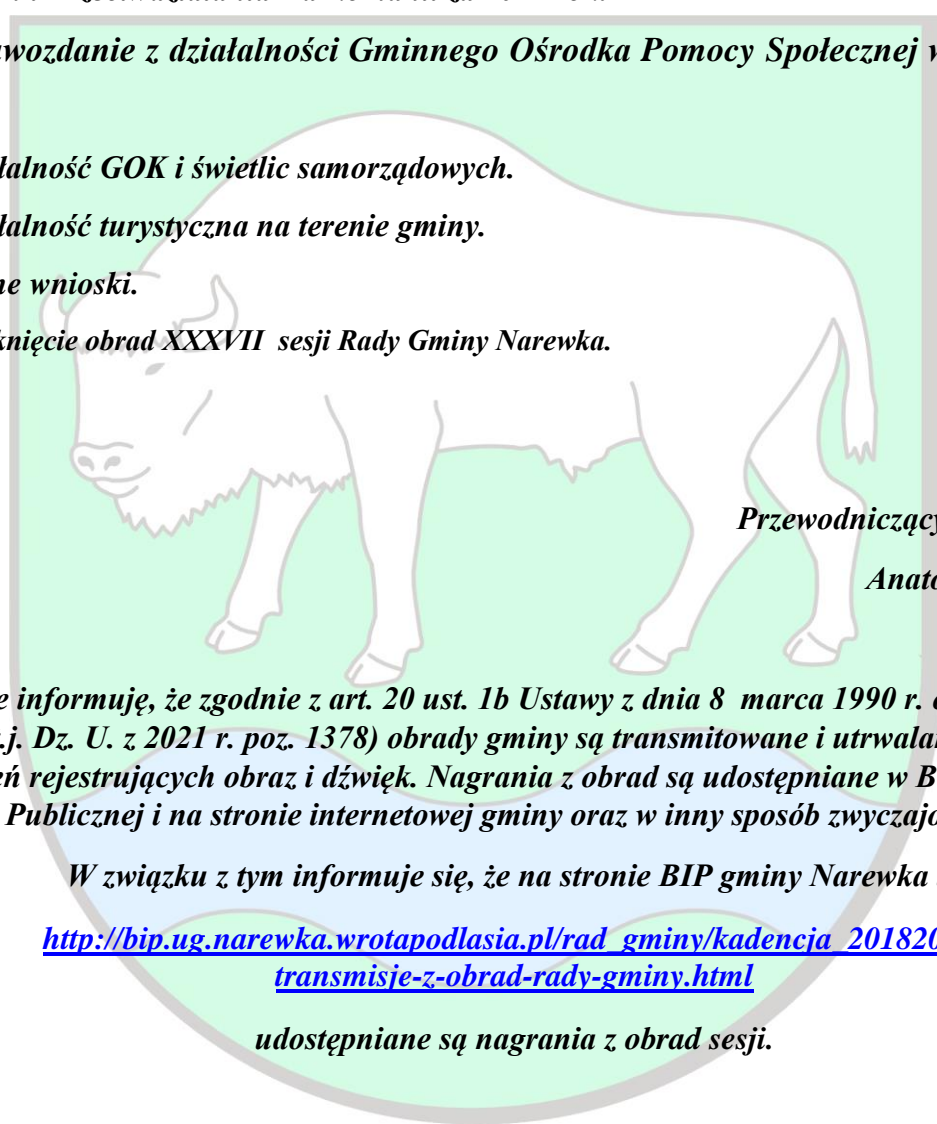 wozdanie z działalności Gminnego Ośrodka Pomocy Społecznej w
łalność GOK i świetlic samorządowych.
łalność turystyczna na terenie gminy.
ne wnioski.
knięcie obrad XXXVII sesji Rady Gminy Narewka.
Przewodniczący
Anato
e informuję, że zgodnie z art. 20 ust. 1b Ustawy z dnia 8 marca 1990 r.
.j. Dz. U. z 2021 r. poz. 1378) obrady gminy są transmitowane i utrwalan
eń rejestrujących obraz i dźwięk. Nagrania z obrad są udostępniane w B
Publicznej i na stronie internetowej gminy oraz w inny sposób zwyczajo
W związku z tym informuje się, że na stronie BIP gminy Narewka
http://bip.ug.narewka.wrotapodlasia.pl/rad_gminy/kadencja_201820
transmisje-z-obrad-rady-gminy.html
udostępniane są nagrania z obrad sesji.